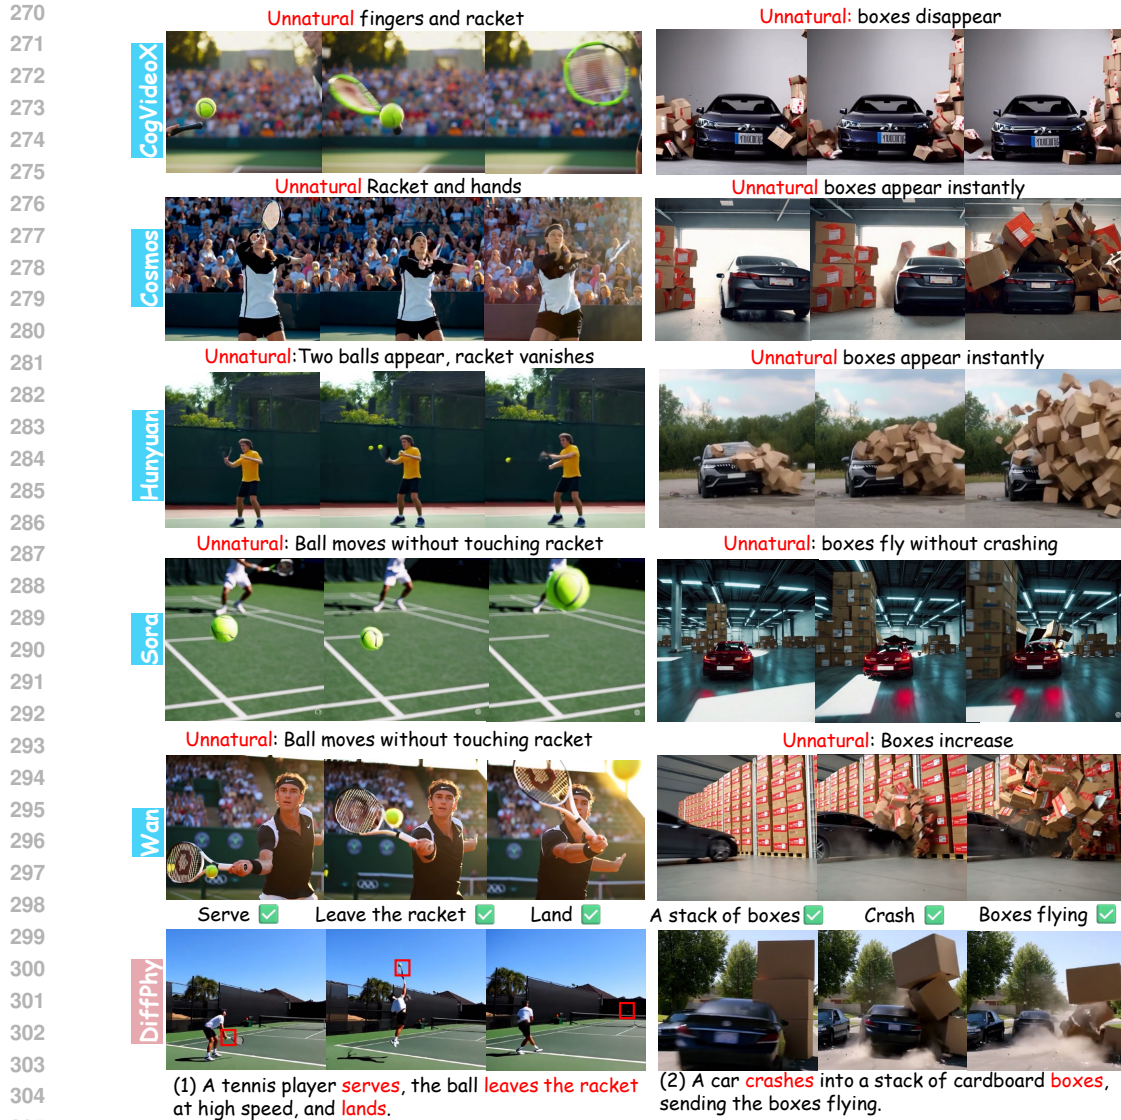 270
271
272
273
274
275
276
277
278
279
280
281
282
283
284
285
286
287
288
289
290
291
292
293
294
295
296
297
298
299
300
301
302
303
304
Unnatural fingers and racket
Unnatural: boxes disappear
CogVideoX
Unnatural Racket and hands
Unnatural boxes appear instantly
Cosmos
Unnatural:Two balls appear, racket vanishes
Unnatural boxes appear instantly
Hunyuan
Unnatural: Ball moves without touching racket
Unnatural: boxes fly without crashing
Sora
Unnatural: Ball moves without touching racket
Unnatural: Boxes increase
Wan
Serve ✅ Leave the racket ✅ Land ✅
A stack of boxes ✅ Crash ✅ Boxes flying ✅
DiffPhy
(1) A tennis player serves, the ball leaves the racket
at high speed, and lands.
(2) A car crashes into a stack of cardboard boxes,
sending the boxes flying.